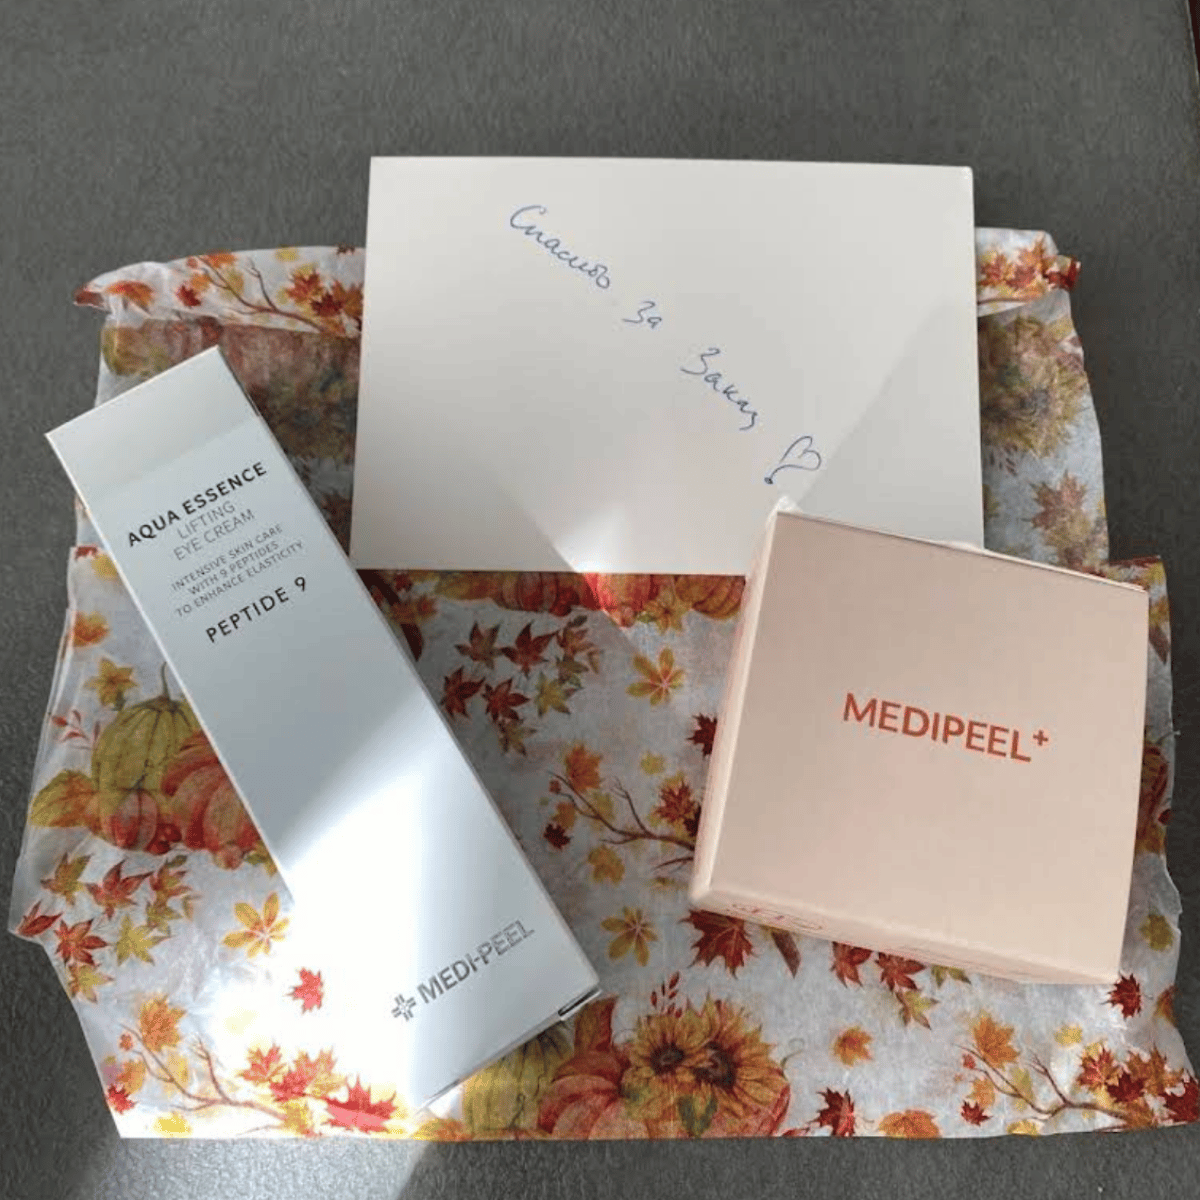 Спасибо
за
Заказ
AQUA ESSENCE
LIFTING
EYE CREAM
INTENSIVE SKIN CARE
WITH 9 PEPTIDES
TO ENHANCE ELASTICITY
PEPTIDE 9
MEDI-PEEL
MEDIPEEL+